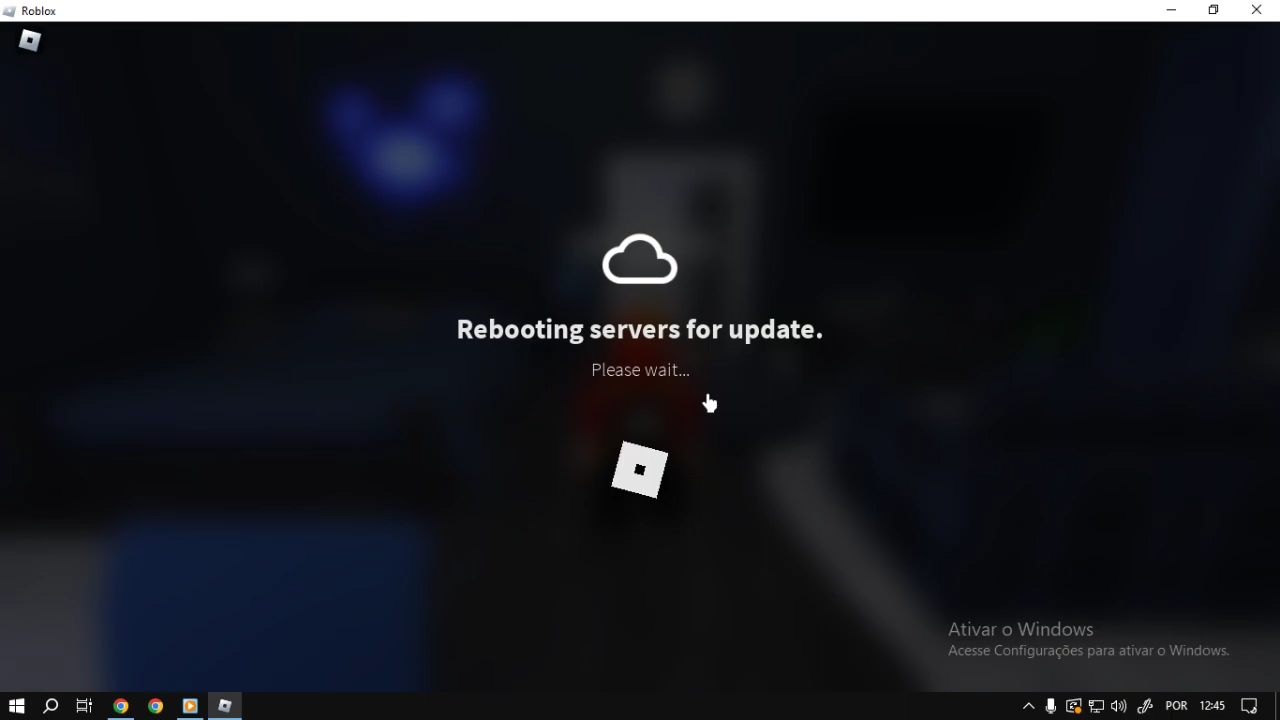 Roblox
Rebooting servers for update.
Please wait...
Ativar o Windows
Acesse Configurações para ativar o Windows.
POR
12:45